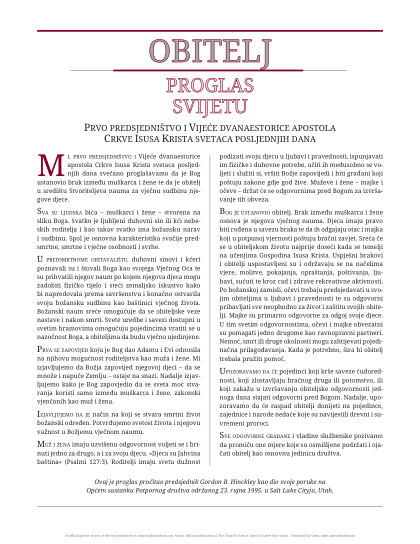 OBITELJ
PROGLAS
SVIJETU
Prvo predsjedništvo i Vijeće dvanaestorice apostola
Crkve Isusa Krista svetaca posljednjih dana
Mi, prvo predsjedništvo i Vijeće dvanaestorice
apostola Crkve Isusa Krista svetaca posljed-
njih dana svečano proglašavamo da je Bog
ustanovio brak između muškarca i žene te da je obitelj
u središtu Stvoriteljeva nauma za vječnu sudbinu nje-
gove djece.
Sva su ljudska bića – muškarci i žene – stvorena na
sliku Boga. Svatko je ljubljeni duhovni sin ili kći nebe-
skih roditelja i kao takav svatko ima božansku narav
i sudbinu. Spol je osnovna karakteristika svačije pred-
smrtne, smrtne i vječne osobnosti i svrhe.
U predsmrtnome obitavalištu, duhovni sinovi i kćeri
poznavali su i štovali Boga kao svojega Vječnog Oca te
su prihvatili naum po kojem njegova djeca mogu
zadobiti fizičko tijelo i steći zemaljsko iskustvo kako
bi napredovala prema savršenstvu i konačno ostvarila
svoju božansku sudbinu kao baštinici vječnog života.
Božanski naum sreće omogućuje da se obiteljske veze
nastave i nakon smrti. Svete uredbe i savezi dostupni u
svetim hramovima omogućuju pojedincima vratiti se u
nazočnost Boga, a obiteljima da budu vječno ujedinjene.
Prva se zapovijed koju je Bog dao Adamu i Evi odnosila
na njihovu mogućnost roditeljstva kao muža i žene. Mi
izjavljujemo da Božja zapovijed njegovoj djeci – da se
množe i napuče Zemlju – ostaje na snazi. Nadalje izjav-
ljujemo kako je Bog zapovjedio da se sveta moć stva-
ranja koristi samo između muškarca i žene, zakonski
vjenčanih kao muž i žena.
Izjavljujemo da je način na koji se stvara smrtni život
božanski određen. Potvrđujemo svetost života i njegovu
važnost u Božjemu vječnom naumu.
Muž i žena imaju uzvišenu odgovornost voljeti se i bri-
nuti jedno za drugo, a i za svoju djecu. «Djeca su Jahvina
baština» (Psalmi 127:3). Roditelji imaju svetu dužnost
podizati svoju djecu u ljubavi i pravednosti, ispunjavati
im fizičke i duhovne potrebe, učiti ih međusobno se vo-
ljeti i služiti si, vršiti Božje zapovijedi i biti građani koji
poštuju zakone gdje god žive. Muževi i žene – majke i
očeve – držat će se odgovornima pred Bogom za izvrša-
vanje tih obveza.
Bog je ustanovio obitelj. Brak između muškarca i žene
osnova je njegova vječnog nauma. Djeca imaju pravo
biti rođena u savezu braka te da ih odgajaju otac i majka
koji u potpunoj vjernosti poštuju bračni zavjet. Sreća će
se u obiteljskom životu najprije doseći kada se temelji
na učenjima Gospodina Isusa Krista. Uspješni brakovi
i obitelji uspostavljeni su i održavaju se na načelima
vjere, molitve, pokajanja, opraštanja, poštivanja, lju-
bavi, sućuti te kroz rad i zdrave rekreativne aktivnosti.
Po božanskoj zamisli, očevi trebaju predsjedavati u svo-
jim obiteljima u ljubavi i pravednosti te su odgovorni
pribavljati sve neophodno za život i zaštitu svojih obite-
lji. Majke su primarno odgovorne za odgoj svoje djece.
U tim svetim odgovornostima, očevi i majke obvezatni
su pomagati jedno drugome kao ravnopravni partneri.
Nemoć, smrt ili druge okolnosti mogu zahtijevati pojedi-
načna prilagođavanja. Kada je potrebno, šira bi obitelj
trebala pružiti pomoć.
Upozoravamo da će pojedinci koji krše saveze ćudored-
nosti, koji zlostavljaju bračnog druga ili potomstvo, ili
koji zakažu u izvršavanju obiteljske odgovornosti jed-
noga dana stajati odgovorni pred Bogom. Nadalje, upo-
zoravamo da će raspad obitelji donijeti na pojedince,
zajednice i narode nedaće koje su navijestili drevni i su-
vremeni proroci.
Sve odgovorne građane i vladine službenike pozivamo
da promiču one mjere koje su osmišljene podržati i oja-
čati obitelj kao osnovnu jedinicu društva.
Ovaj je proglas pročitao predsjednik Gordon B. Hinckley kao dio svoje poruke na
Općem sastanku Potpornog društva održanog 23. rujna 1995. u Salt Lake Cityju, Utah.